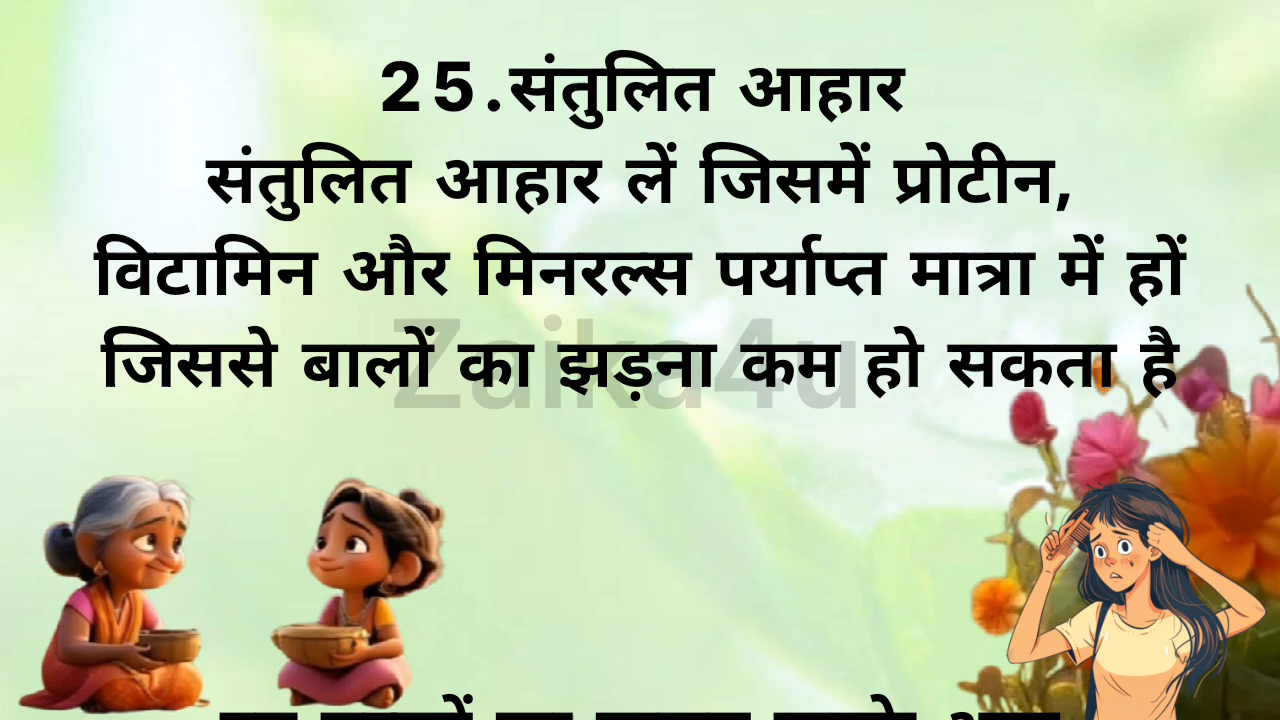 25.संतुलित आहार
संतुलित आहार लें जिसमें प्रोटीन,
विटामिन और मिनरल्स पर्याप्त मात्रा में हों
जिससे बालों का झड़ना कम हो सकता है
Zaika4u